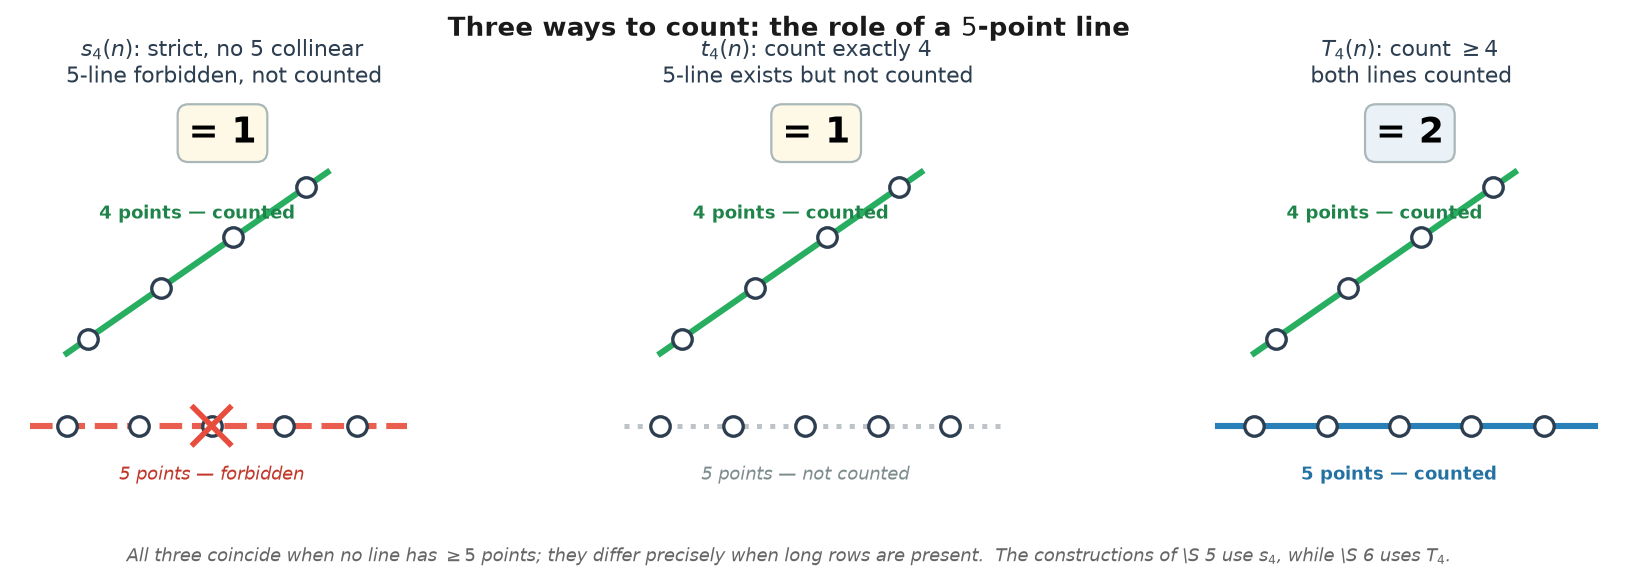 Three ways to count: the role of a 5-point line
s₄(n): strict, no 5 collinear
5-line forbidden, not counted
= 1
4 points — counted
5 points — forbidden
t₄(n): count exactly 4
5-line exists but not counted
= 1
4 points — counted
5 points — not counted
T₄(n): count ≥4
both lines counted
= 2
4 points — counted
5 points — counted
All three coincide when no line has ≥5 points; they differ precisely when long rows are present. The constructions of \S 5 use s₄, while \S 6 uses T₄.